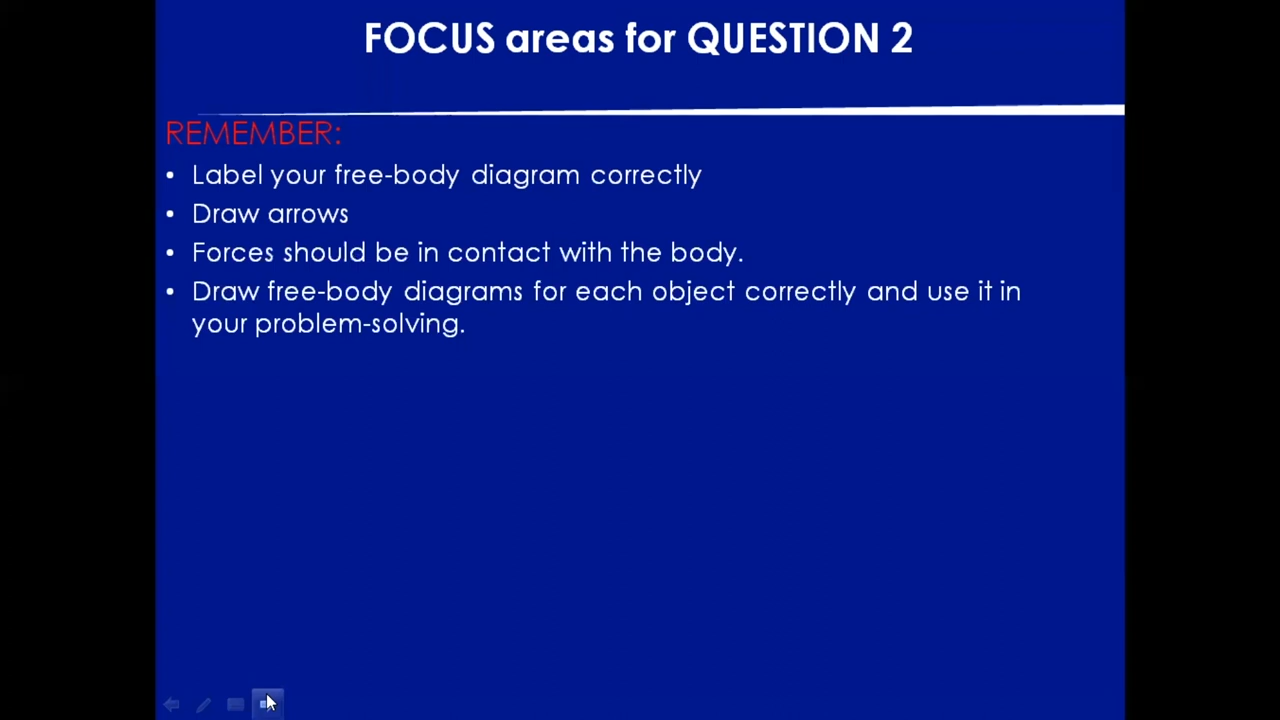 FOCUS areas for QUESTION 2
REMEMBER:
• Label your free-body diagram correctly
• Draw arrows
• Forces should be in contact with the body.
• Draw free-body diagrams for each object correctly and use it in
your problem-solving.